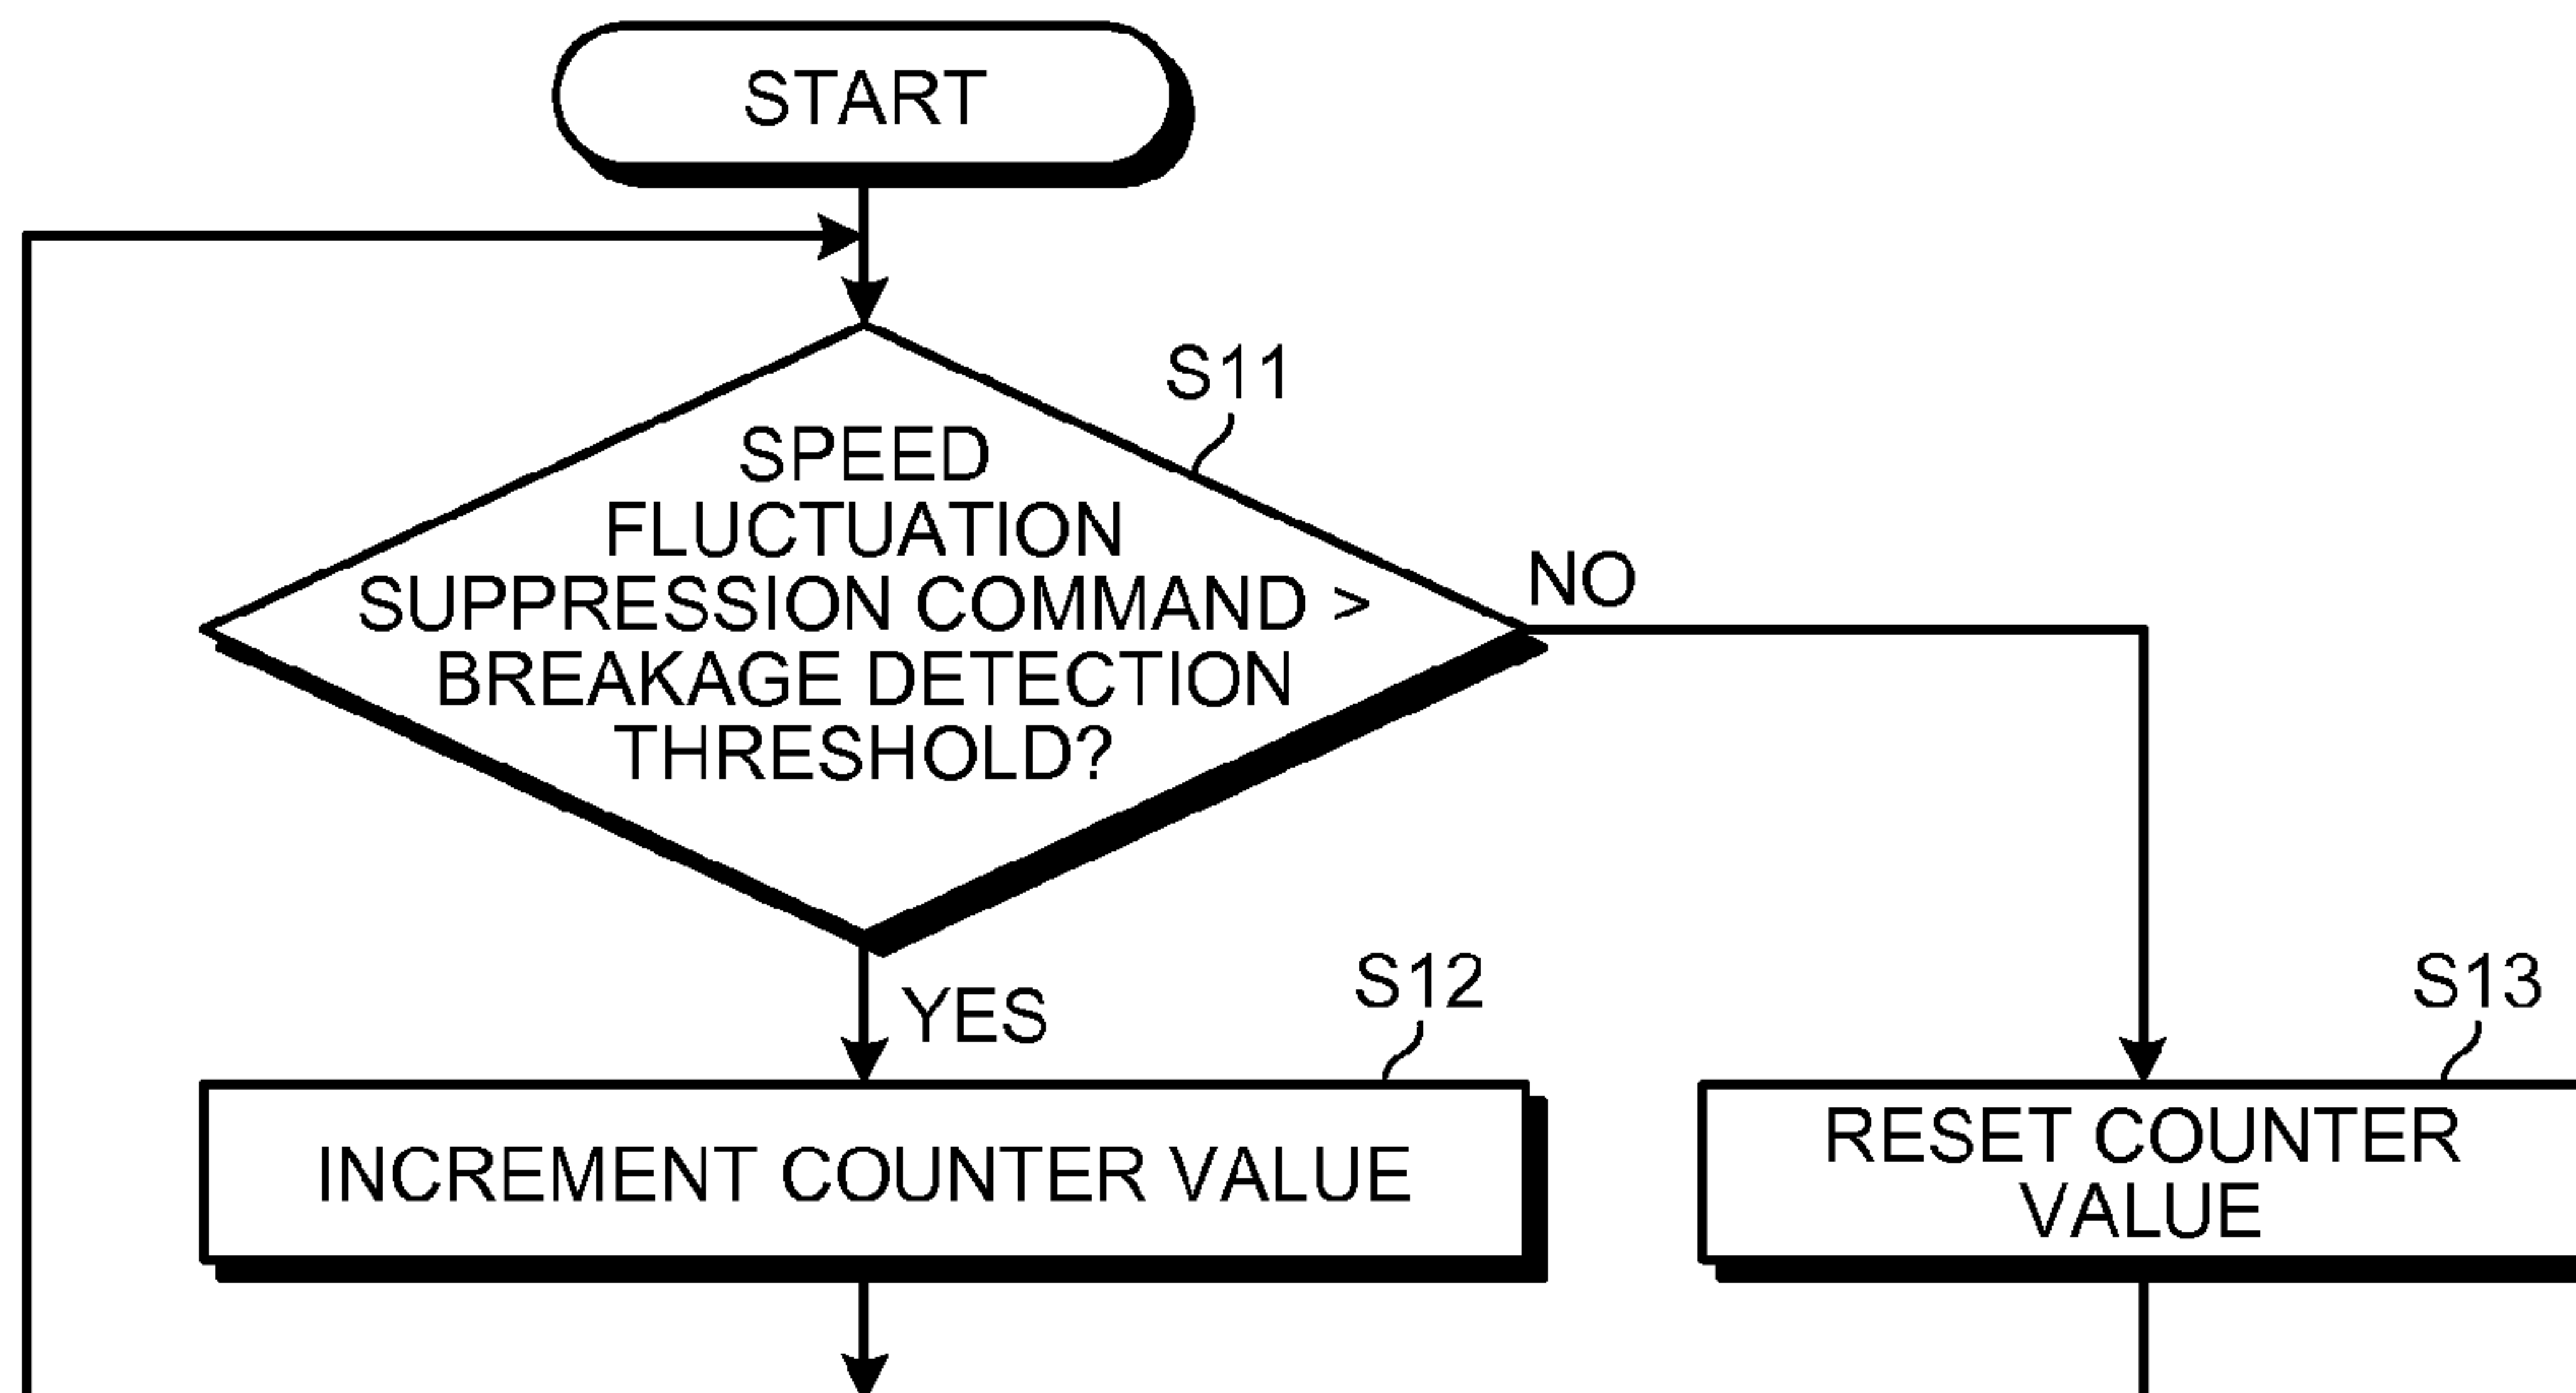 START
S11
SPEED
FLUCTUATION
SUPPRESSION COMMAND >
BREAKAGE DETECTION
THRESHOLD?
NO
YES
S12
S13
INCREMENT COUNTER VALUE
RESET COUNTER
VALUE